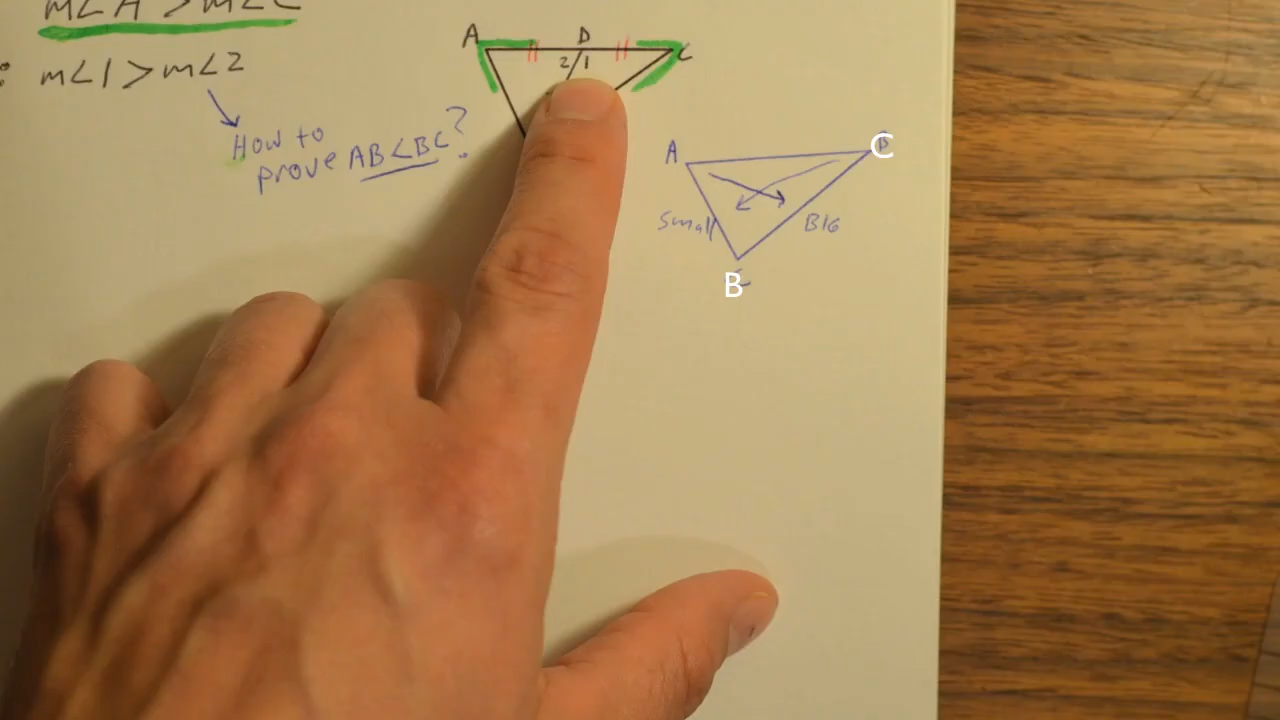 m∠A > m∠C
: m∠1 > m∠2
How to
prove AB<BC?
A D C
2 1
A C
Small BIG
B